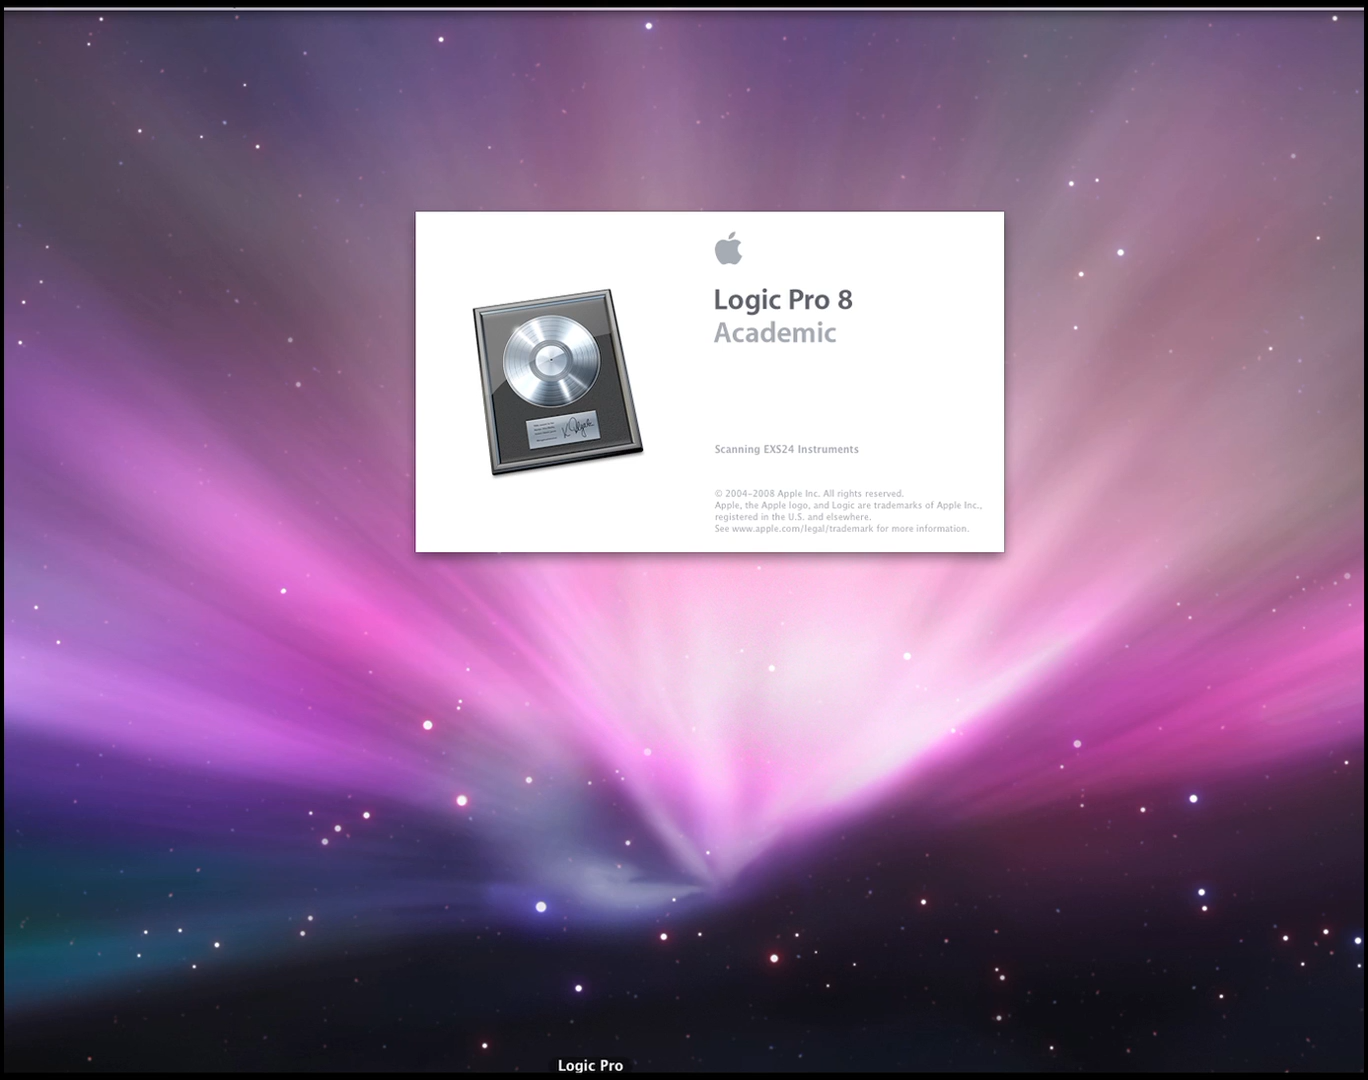 Logic Pro 8
Academic
Scanning EXS24 Instruments
© 2004-2008 Apple Inc. All rights reserved.
Apple, the Apple logo, and Logic are trademarks of Apple Inc.,
registered in the U.S. and elsewhere.
See www.apple.com/legal/trademark for more information.
Logic Pro